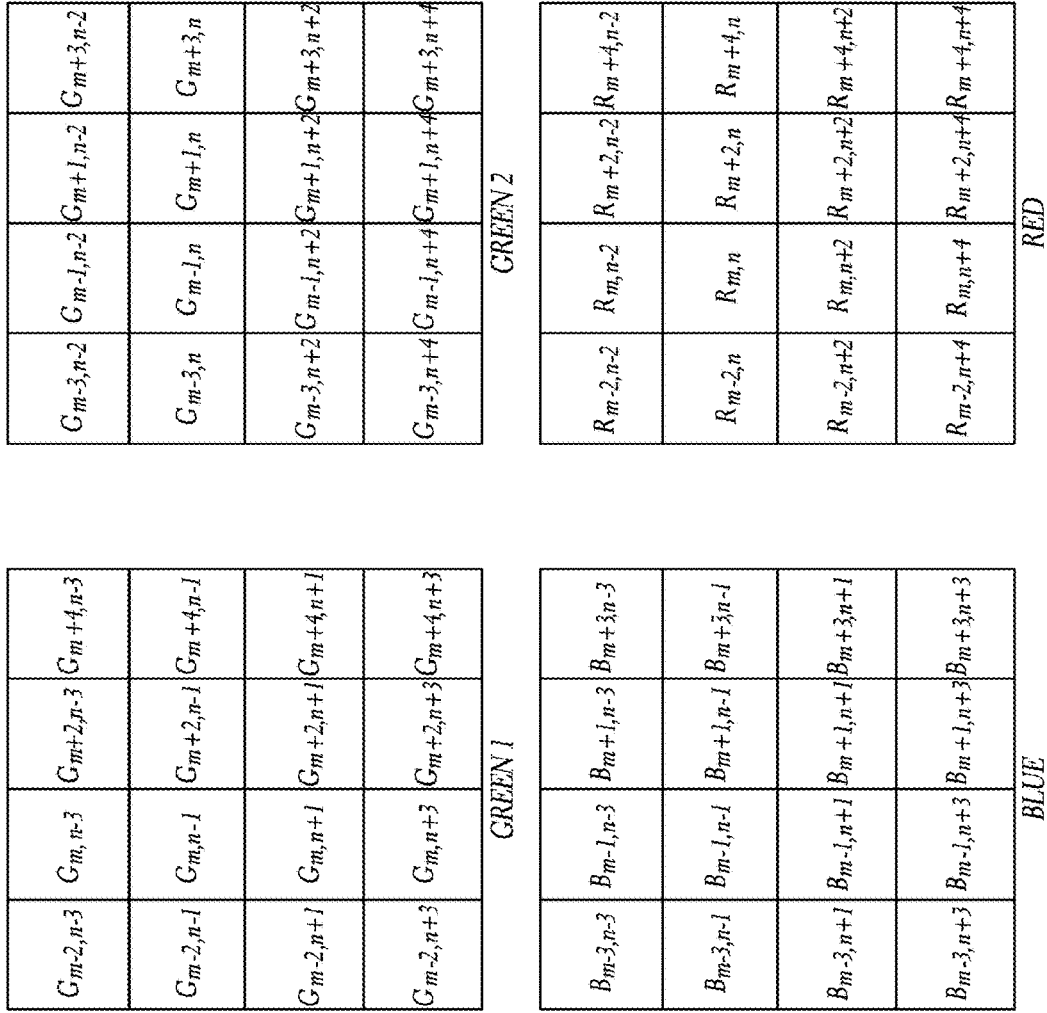 Gm-2,n-3 Gm,n-3 Gm+2,n-3 Gm+4,n-3
Gm-2,n-1 Gm,n-1 Gm+2,n-1 Gm+4,n-1
Gm-2,n+1 Gm,n+1 Gm+2,n+1 Gm+4,n+1
Gm-2,n+3 Gm,n+3 Gm+2,n+3 Gm+4,n+3
GREEN 1
Gm-3,n-2 Gm-1,n-2 Gm+1,n-2 Gm+3,n-2
Gm-3,n Gm-1,n Gm+1,n Gm+3,n
Gm-3,n+2 Gm-1,n+2 Gm+1,n+2 Gm+3,n+2
Gm-3,n+4 Gm-1,n+4 Gm+1,n+4 Gm+3,n+4
GREEN 2
Bm-3,n-3 Bm-1,n-3 Bm+1,n-3 Bm+3,n-3
Bm-3,n-1 Bm-1,n-1 Bm+1,n-1 Bm+3,n-1
Bm-3,n+1 Bm-1,n+1 Bm+1,n+1 Bm+3,n+1
Bm-3,n+3 Bm-1,n+3 Bm+1,n+3 Bm+3,n+3
BLUE
Rm-2,n-2 Rm,n-2 Rm+2,n-2 Rm+4,n-2
Rm-2,n Rm,n Rm+2,n Rm+4,n
Rm-2,n+2 Rm,n+2 Rm+2,n+2 Rm+4,n+2
Rm-2,n+4 Rm,n+4 Rm+2,n+4 Rm+4,n+4
RED